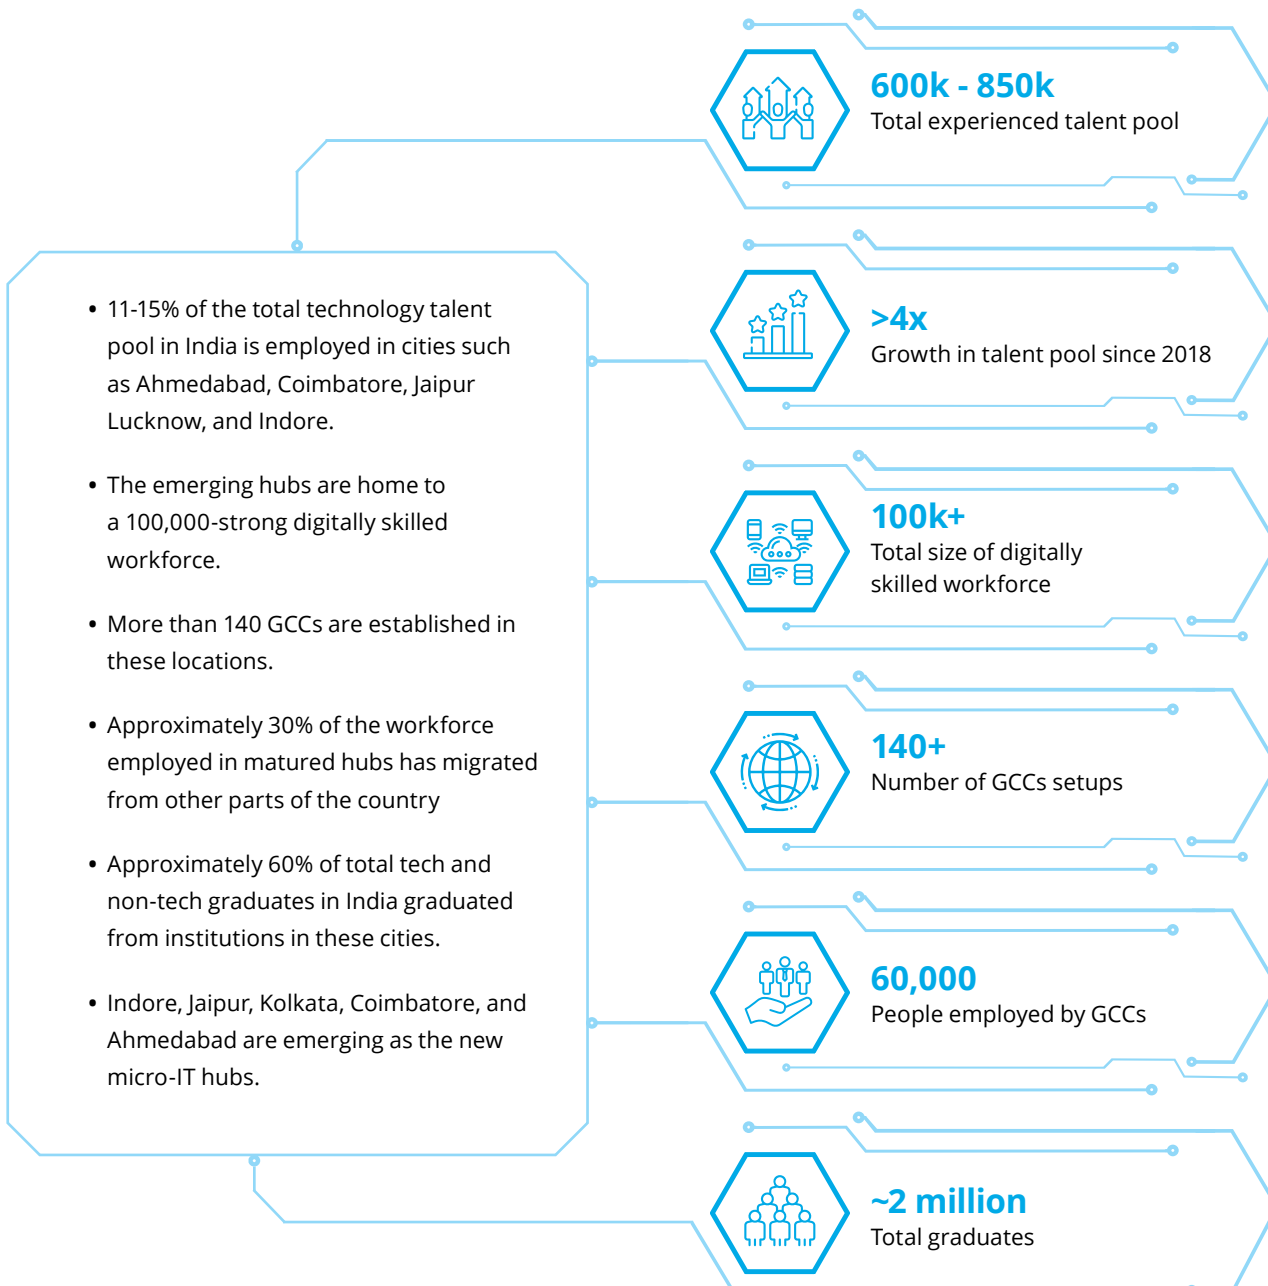 • 11-15% of the total technology talent
pool in India is employed in cities such
as Ahmedabad, Coimbatore, Jaipur
Lucknow, and Indore.
• The emerging hubs are home to
a 100,000-strong digitally skilled
workforce.
• More than 140 GCCs are established in
these locations.
• Approximately 30% of the workforce
employed in matured hubs has migrated
from other parts of the country
• Approximately 60% of total tech and
non-tech graduates in India graduated
from institutions in these cities.
• Indore, Jaipur, Kolkata, Coimbatore, and
Ahmedabad are emerging as the new
micro-IT hubs.
600k - 850k
Total experienced talent pool
>4x
Growth in talent pool since 2018
100k+
Total size of digitally
skilled workforce
140+
Number of GCCs setups
60,000
People employed by GCCs
~2 million
Total graduates